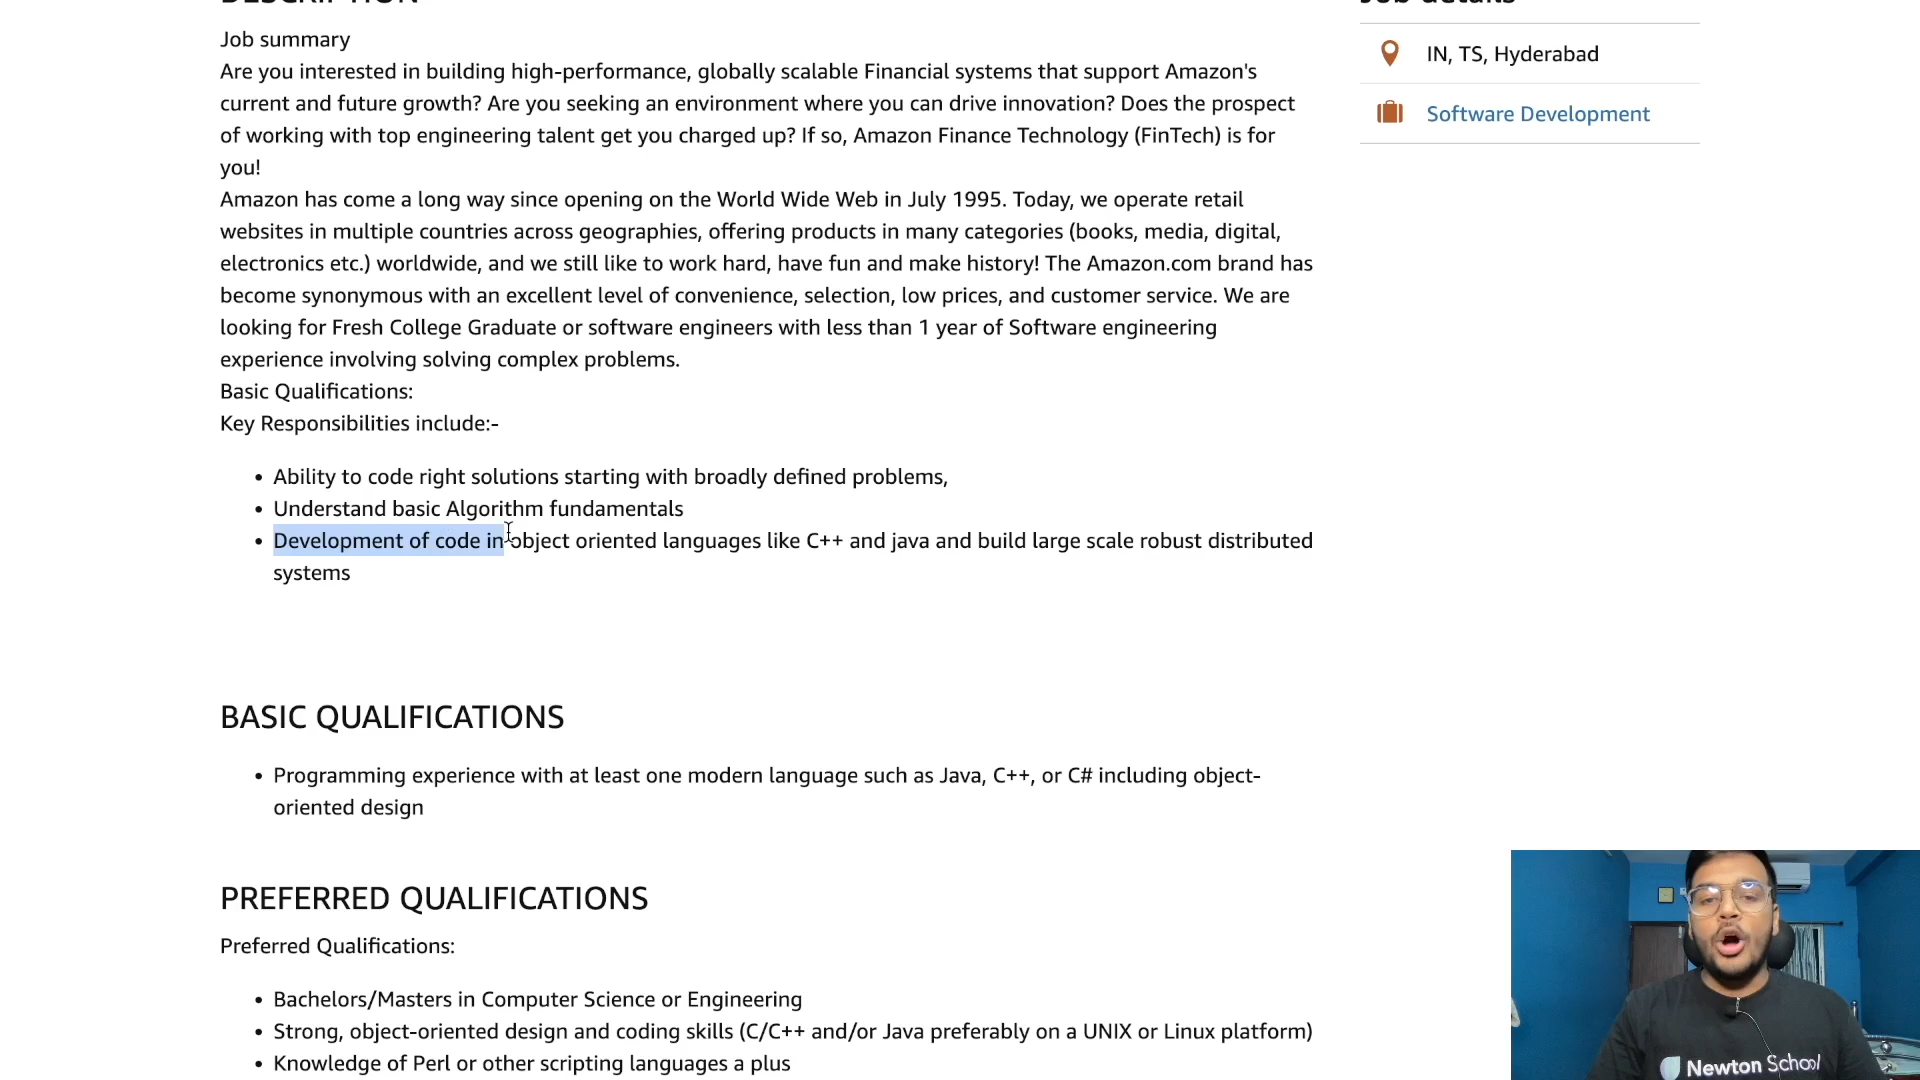 DESCRIPTION
Job details
Job summary
Are you interested in building high-performance, globally scalable Financial systems that support Amazon's
current and future growth? Are you seeking an environment where you can drive innovation? Does the prospect
of working with top engineering talent get you charged up? If so, Amazon Finance Technology (FinTech) is for
you!
Amazon has come a long way since opening on the World Wide Web in July 1995. Today, we operate retail
websites in multiple countries across geographies, offering products in many categories (books, media, digital,
electronics etc.) worldwide, and we still like to work hard, have fun and make history! The Amazon.com brand has
become synonymous with an excellent level of convenience, selection, low prices, and customer service. We are
looking for Fresh College Graduate or software engineers with less than 1 year of Software engineering
experience involving solving complex problems.
Basic Qualifications:
Key Responsibilities include:-
• Ability to code right solutions starting with broadly defined problems,
• Understand basic Algorithm fundamentals
• Development of code in object oriented languages like C++ and java and build large scale robust distributed
systems
IN, TS, Hyderabad
Software Development
BASIC QUALIFICATIONS
• Programming experience with at least one modern language such as Java, C++, or C# including object-
oriented design
PREFERRED QUALIFICATIONS
Preferred Qualifications:
• Bachelors/Masters in Computer Science or Engineering
• Strong, object-oriented design and coding skills (C/C++ and/or Java preferably on a UNIX or Linux platform)
• Knowledge of Perl or other scripting languages a plus
Newton School